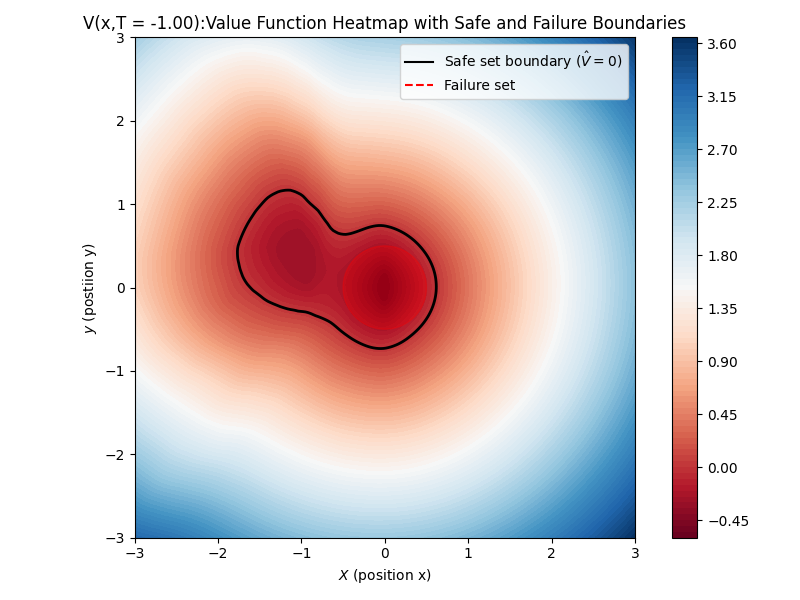 V(x,T = -1.00):Value Function Heatmap with Safe and Failure Boundaries
Safe set boundary (V̂ = 0)
Failure set
3
2
1
0
−1
−2
−3
y (postiion y)
−3 −2 −1 0 1 2 3
X (position x)
3.60
3.15
2.70
2.25
1.80
1.35
0.90
0.45
0.00
−0.45